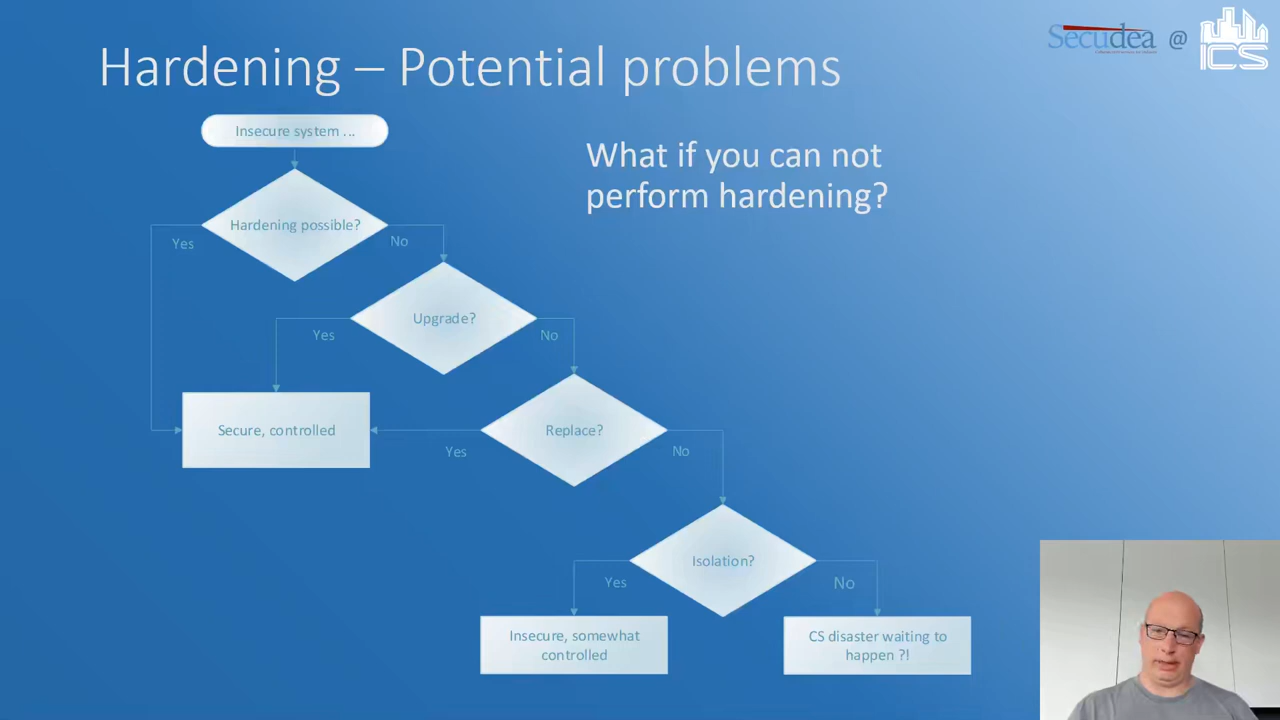 Hardening – Potential problems
Secudea @ ICS
Insecure system ...
What if you can not
perform hardening?
Hardening possible?
Yes
No
Upgrade?
Yes
No
Secure, controlled
Replace?
Yes
No
Isolation?
Yes
No
Insecure, somewhat
controlled
CS disaster waiting to
happen ?!